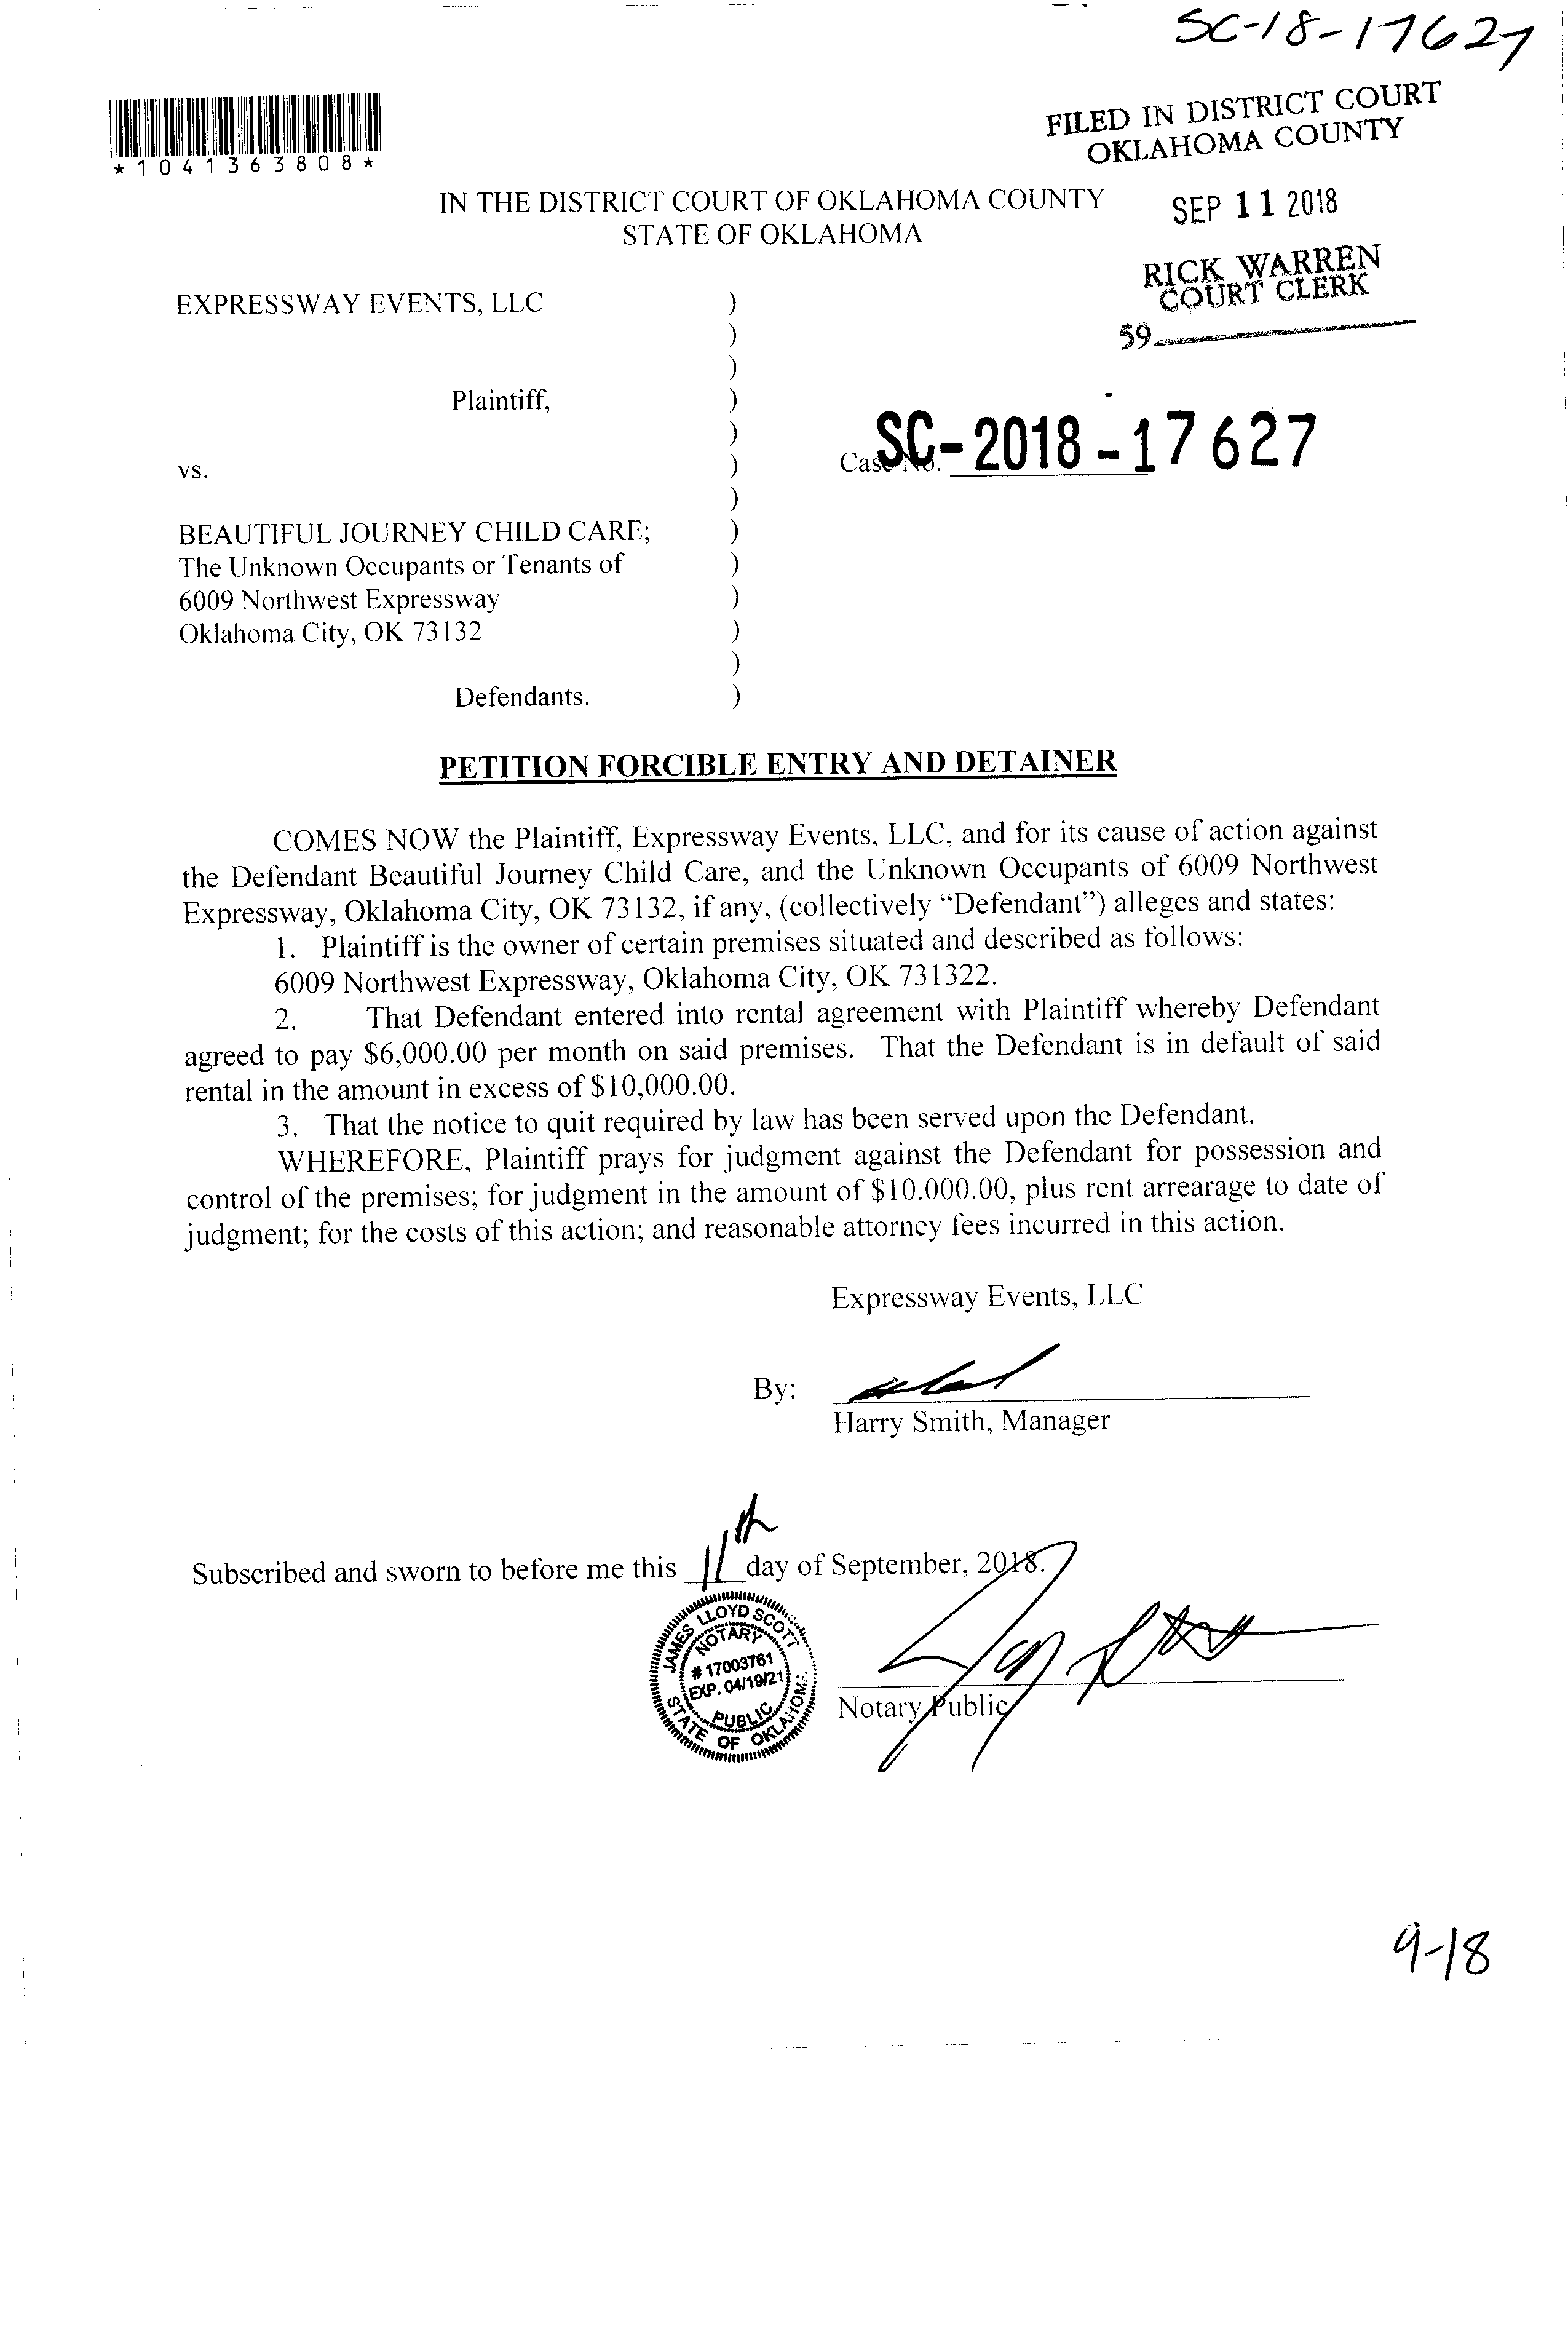 SC-18-17627
*1041363808*
FILED IN DISTRICT COURT
OKLAHOMA COUNTY
SEP 11 2018
RICK WARREN
COURT CLERK
59
IN THE DISTRICT COURT OF OKLAHOMA COUNTY
STATE OF OKLAHOMA
EXPRESSWAY EVENTS, LLC )
)
)
Plaintiff, )
)
vs. )
)
BEAUTIFUL JOURNEY CHILD CARE; )
The Unknown Occupants or Tenants of )
6009 Northwest Expressway )
Oklahoma City, OK 73132 )
)
Defendants. )
Case No. SC-2018-17627
PETITION FORCIBLE ENTRY AND DETAINER
COMES NOW the Plaintiff, Expressway Events, LLC, and for its cause of action against
the Defendant Beautiful Journey Child Care, and the Unknown Occupants of 6009 Northwest
Expressway, Oklahoma City, OK 73132, if any, (collectively “Defendant”) alleges and states:
1. Plaintiff is the owner of certain premises situated and described as follows:
6009 Northwest Expressway, Oklahoma City, OK 731322.
2. That Defendant entered into rental agreement with Plaintiff whereby Defendant
agreed to pay $6,000.00 per month on said premises. That the Defendant is in default of said
rental in the amount in excess of $10,000.00.
3. That the notice to quit required by law has been served upon the Defendant.
WHEREFORE, Plaintiff prays for judgment against the Defendant for possession and
control of the premises; for judgment in the amount of $10,000.00, plus rent arrearage to date of
judgment; for the costs of this action; and reasonable attorney fees incurred in this action.
Expressway Events, LLC
By:
Harry Smith, Manager
Subscribed and sworn to before me this 11th day of September, 2018.
JAMES LLOYD SCOTT
NOTARY
# 17003761
EXP. 04/19/21
PUBLIC
STATE OF OKLAHOMA
Notary Public
9-18